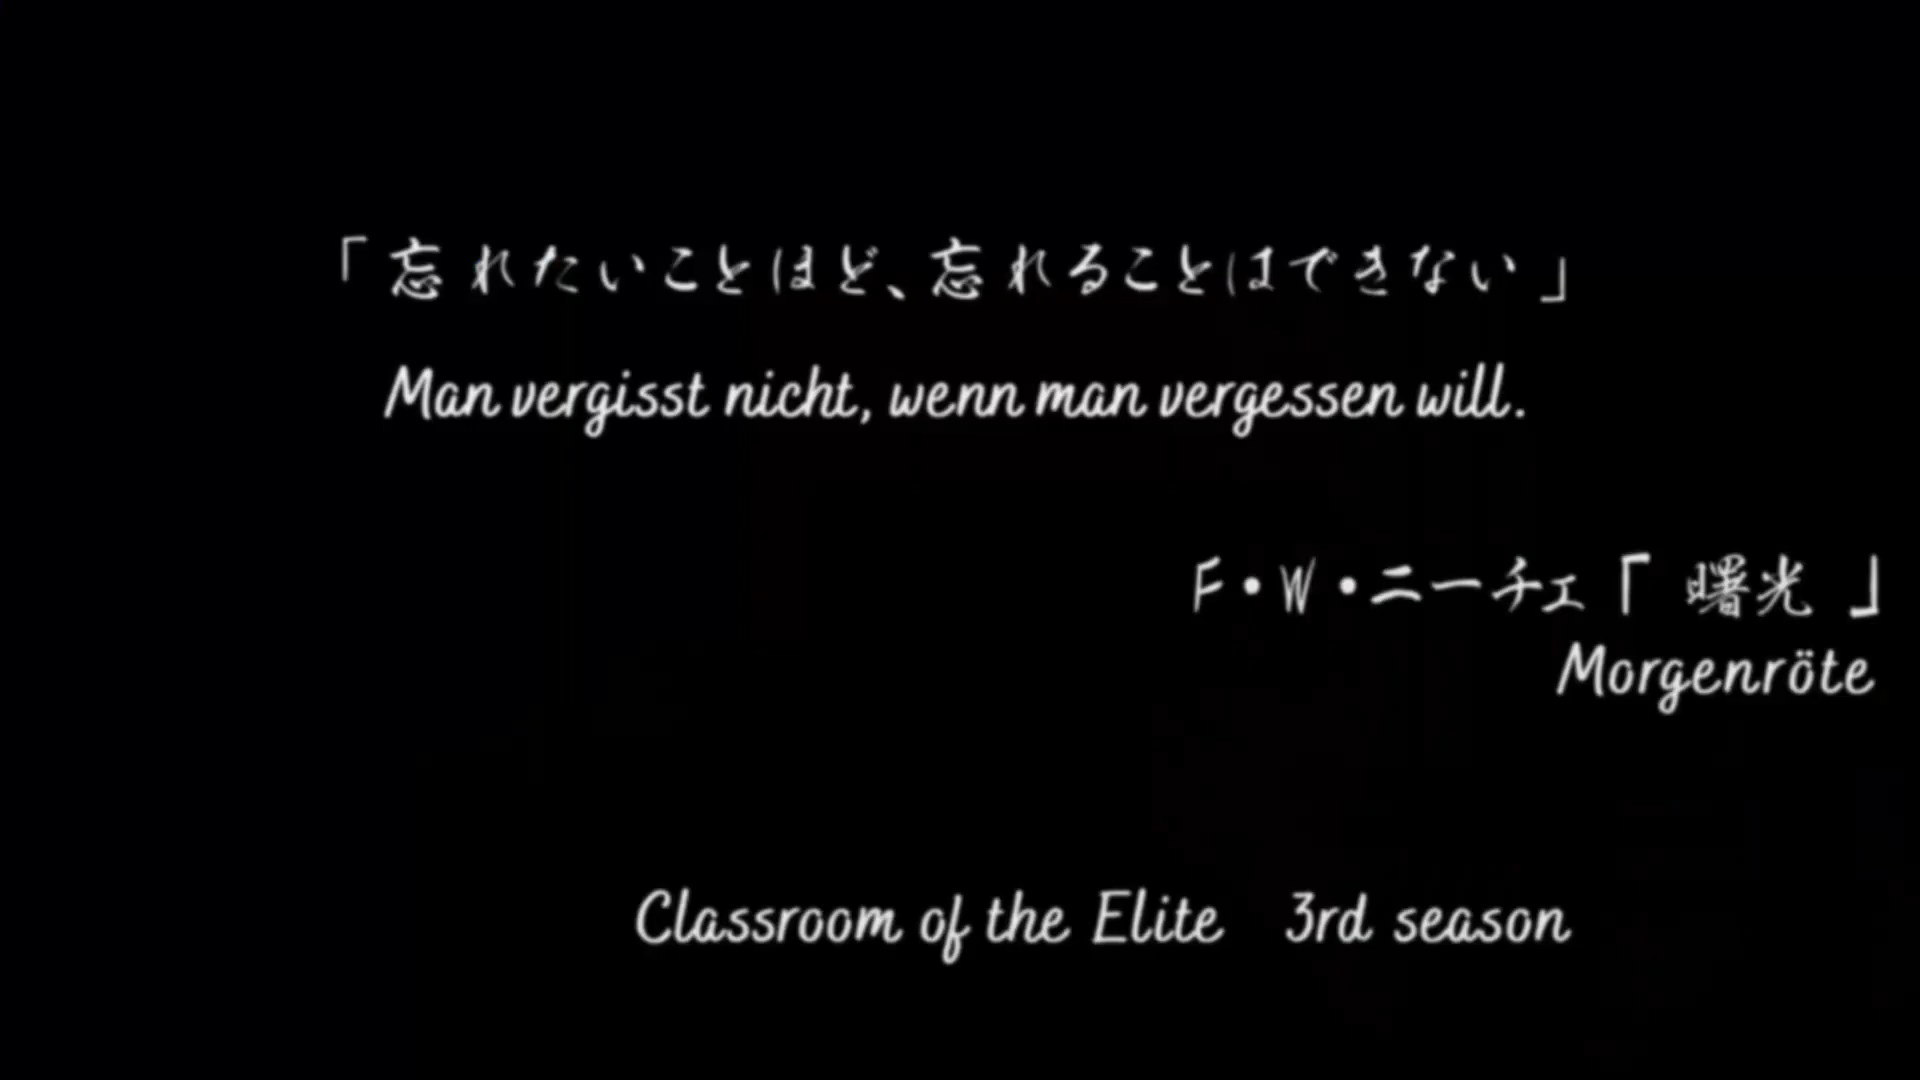 「忘れたいことほど、忘れることはできない」
Man vergisst nicht, wenn man vergessen will.
F・W・ニーチェ「曙光」
Morgenröte
Classroom of the Elite 3rd season